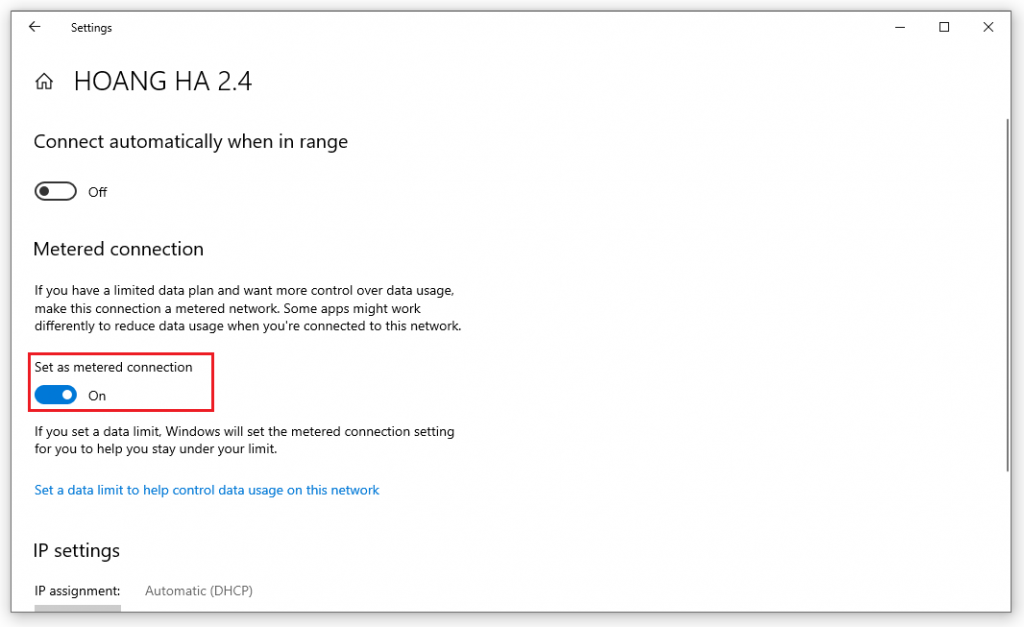 Settings
HOANG HA 2.4
Connect automatically when in range
Off
Metered connection
If you have a limited data plan and want more control over data usage,
make this connection a metered network. Some apps might work
differently to reduce data usage when you're connected to this network.
Set as metered connection
On
If you set a data limit, Windows will set the metered connection setting
for you to help you stay under your limit.
Set a data limit to help control data usage on this network
IP settings
IP assignment: Automatic (DHCP)